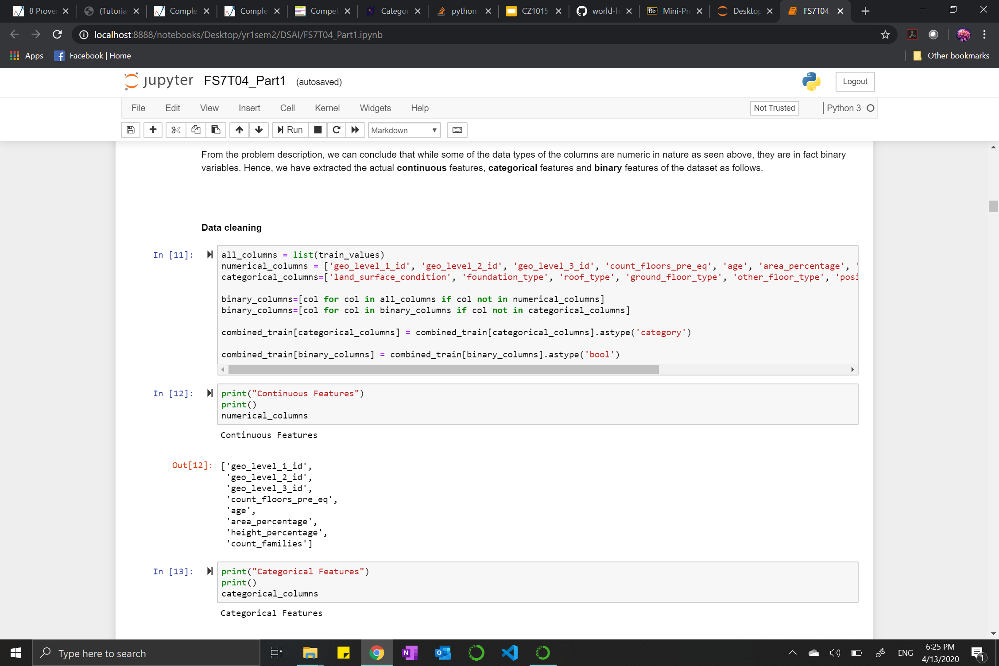 8 Prove
(Tutoria
Comple
Comple
Compet
Categor
python
CZ1015
world-h
Bb Mini-Pr
Desktop
FS7T04_
localhost:8888/notebooks/Desktop/yr1sem2/DSAI/FS7T04_Part1.ipynb
Apps
Facebook | Home
Other bookmarks
jupyter FS7T04_Part1 (autosaved)
Logout
File Edit View Insert Cell Kernel Widgets Help
Not Trusted
Python 3
Run
Markdown
From the problem description, we can conclude that while some of the data types of the columns are numeric in nature as seen above, they are in fact binary
variables. Hence, we have extracted the actual continuous features, categorical features and binary features of the dataset as follows.
Data cleaning
In [11]:
all_columns = list(train_values)
numerical_columns = ['geo_level_1_id', 'geo_level_2_id', 'geo_level_3_id', 'count_floors_pre_eq', 'age', 'area_percentage', '
categorical_columns=['land_surface_condition', 'foundation_type', 'roof_type', 'ground_floor_type', 'other_floor_type', 'posi
binary_columns=[col for col in all_columns if col not in numerical_columns]
binary_columns=[col for col in binary_columns if col not in categorical_columns]
combined_train[categorical_columns] = combined_train[categorical_columns].astype('category')
combined_train[binary_columns] = combined_train[binary_columns].astype('bool')
In [12]:
print("Continuous Features")
print()
numerical_columns
Continuous Features
Out[12]:
['geo_level_1_id',
'geo_level_2_id',
'geo_level_3_id',
'count_floors_pre_eq',
'age',
'area_percentage',
'height_percentage',
'count_families']
In [13]:
print("Categorical Features")
print()
categorical_columns
Categorical Features
Type here to search
ENG
6:25 PM
4/13/2020
1